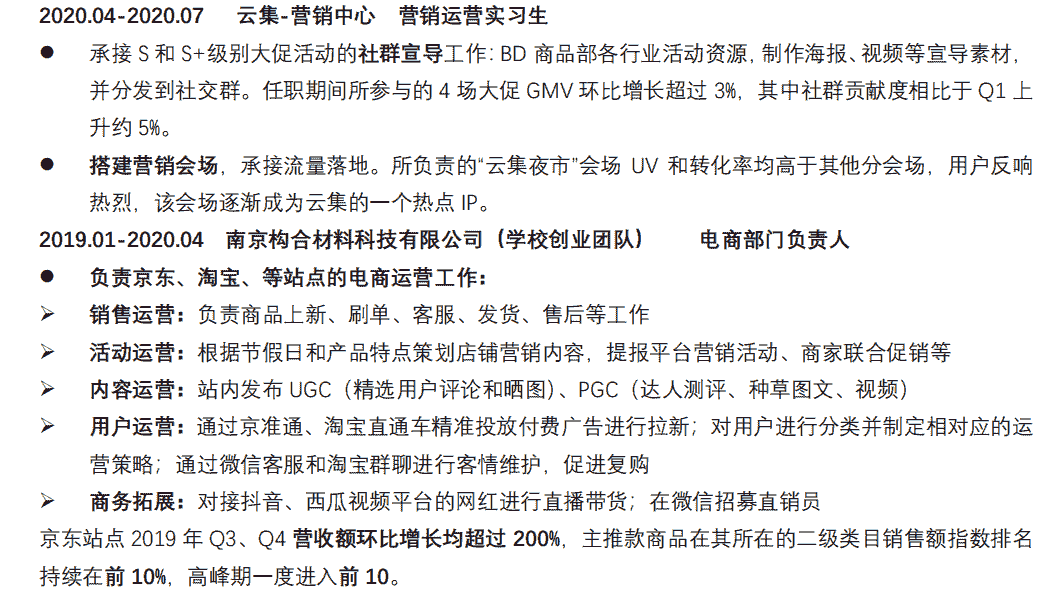 2020.04-2020.07 云集-营销中心 营销运营实习生
● 承接 S 和 S+级别大促活动的社群宣导工作: BD 商品部各行业活动资源, 制作海报、视频等宣导素材,
并分发到社交群。任职期间所参与的 4 场大促 GMV 环比增长超过 3%，其中社群贡献度相比于 Q1 上
升约 5%。
● 搭建营销会场，承接流量落地。所负责的“云集夜市”会场 UV 和转化率均高于其他分会场，用户反响
热烈，该会场逐渐成为云集的一个热点 IP。
2019.01-2020.04 南京构合材料科技有限公司（学校创业团队） 电商部门负责人
● 负责京东、淘宝、等站点的电商运营工作：
➢ 销售运营：负责商品上新、刷单、客服、发货、售后等工作
➢ 活动运营：根据节假日和产品特点策划店铺营销内容，提报平台营销活动、商家联合促销等
➢ 内容运营：站内发布 UGC（精选用户评论和晒图）、PGC（达人测评、种草图文、视频）
➢ 用户运营：通过京准通、淘宝直通车精准投放付费广告进行拉新；对用户进行分类并制定相对应的运
营策略；通过微信客服和淘宝群聊进行客情维护，促进复购
➢ 商务拓展：对接抖音、西瓜视频平台的网红进行直播带货；在微信招募直销员
京东站点 2019 年 Q3、Q4 营收额环比增长均超过 200%，主推款商品在其所在的二级类目销售额指数排名
持续在前 10%，高峰期一度进入前 10。